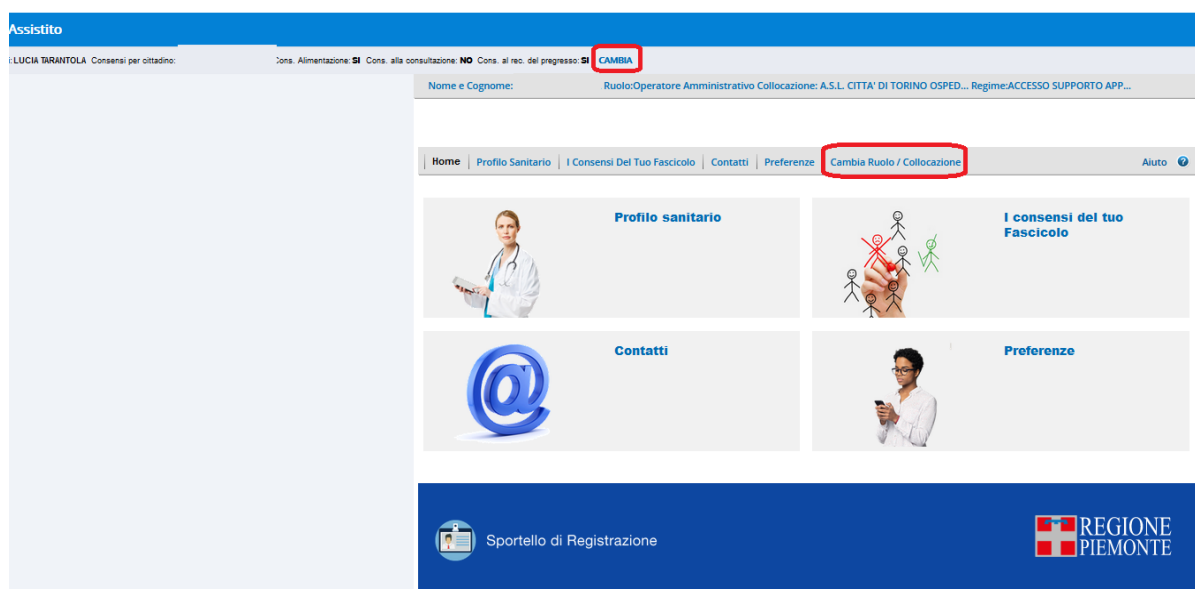 Assistito
i: LUCIA TARANTOLA Consensi per cittadino: Cons. Alimentazione: SI Cons. alla consultazione: NO Cons. al rec. del pregresso: SI CAMBIA
Nome e Cognome: Ruolo:Operatore Amministrativo Collocazione: A.S.L. CITTA' DI TORINO OSPED... Regime:ACCESSO SUPPORTO APP...
Home | Profilo Sanitario | I Consensi Del Tuo Fascicolo | Contatti | Preferenze Cambia Ruolo / Collocazione Aiuto ?
Profilo sanitario
I consensi del tuo
Fascicolo
Contatti
Preferenze
Sportello di Registrazione
REGIONE
PIEMONTE